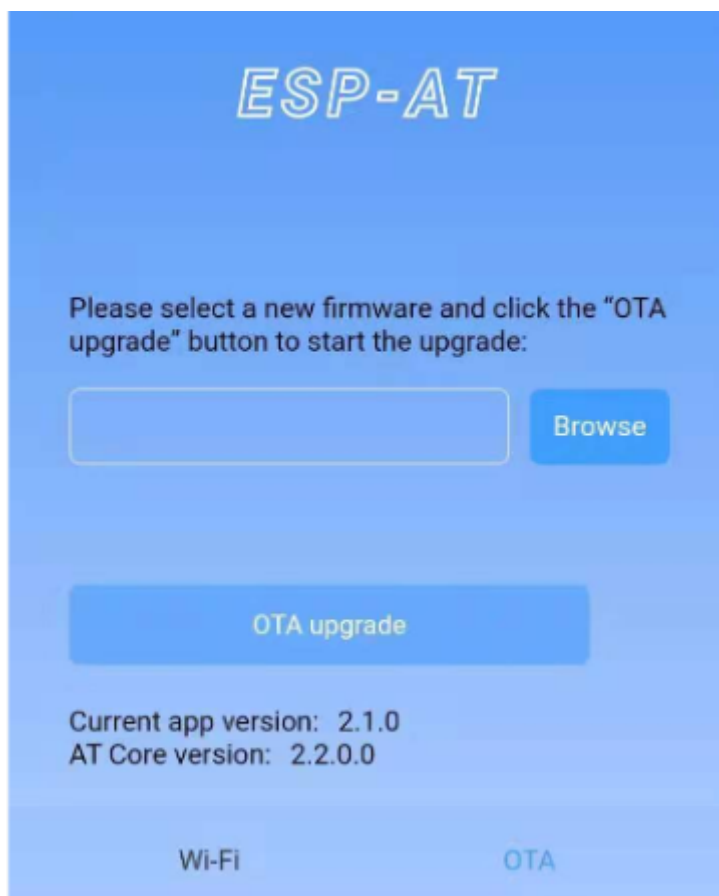 ESP-AT
Please select a new firmware and click the “OTA
upgrade” button to start the upgrade:
Browse
OTA upgrade
Current app version: 2.1.0
AT Core version: 2.2.0.0
Wi-Fi OTA